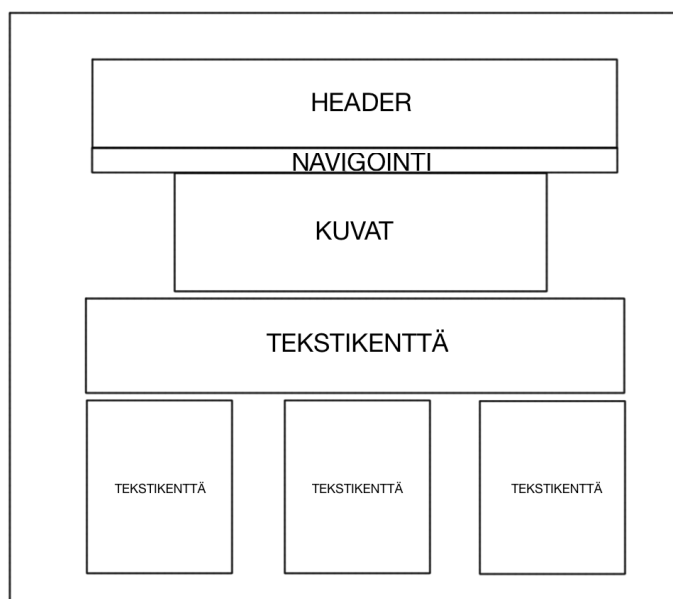 HEADER
NAVIGOINTI
KUVAT
TEKSTIKENTTÄ
TEKSTIKENTTÄ
TEKSTIKENTTÄ
TEKSTIKENTTÄ